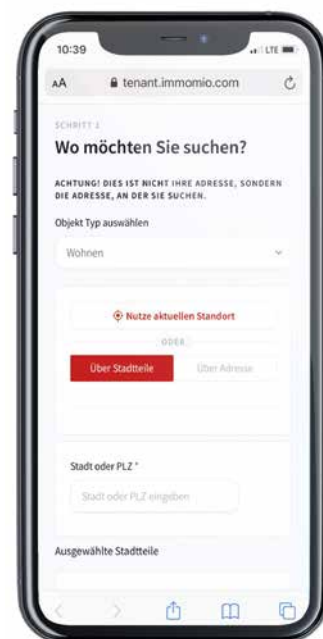 10:39
LTE
AA tenant.immomio.com
SCHRITT 1
Wo möchten Sie suchen?
ACHTUNG! DIES IST NICHT IHRE ADRESSE, SONDERN
DIE ADRESSE, AN DER SIE SUCHEN.
Objekt Typ auswählen
Wohnen
Nutze aktuellen Standort
ODER
Über Stadtteile
Über Adresse
Stadt oder PLZ *
Stadt oder PLZ eingeben
Ausgewählte Stadtteile